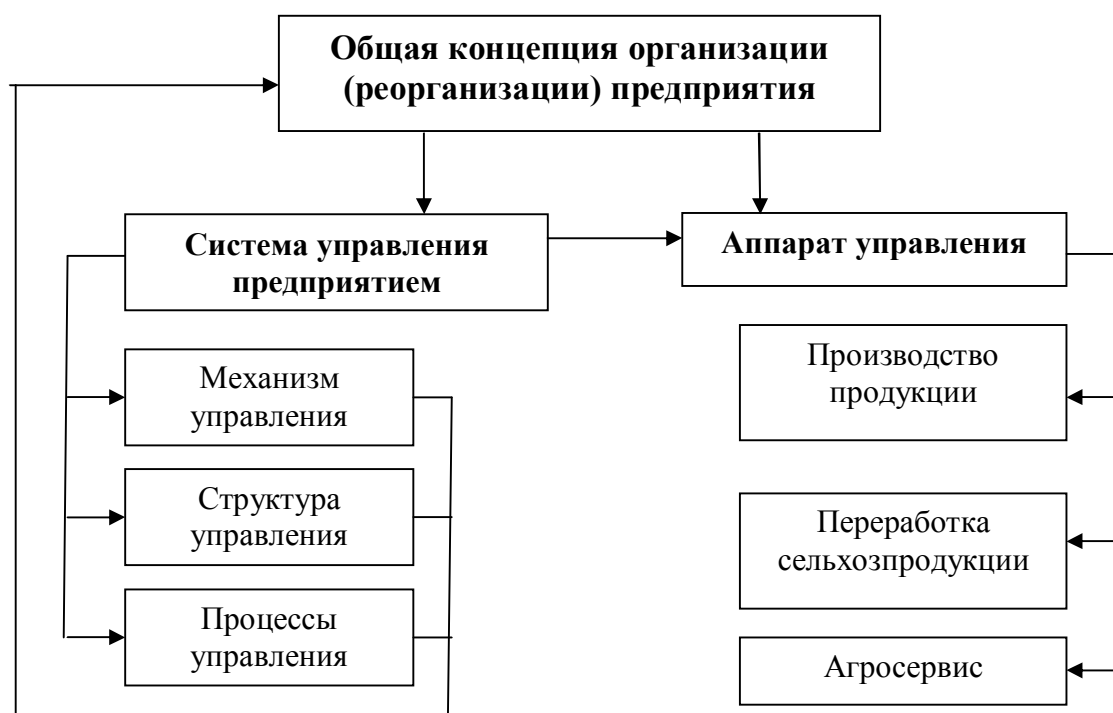 Общая концепция организации
(реорганизации) предприятия
Система управления
предприятием
Аппарат управления
Механизм
управления
Структура
управления
Процессы
управления
Производство
продукции
Переработка
сельхозпродукции
Агросервис